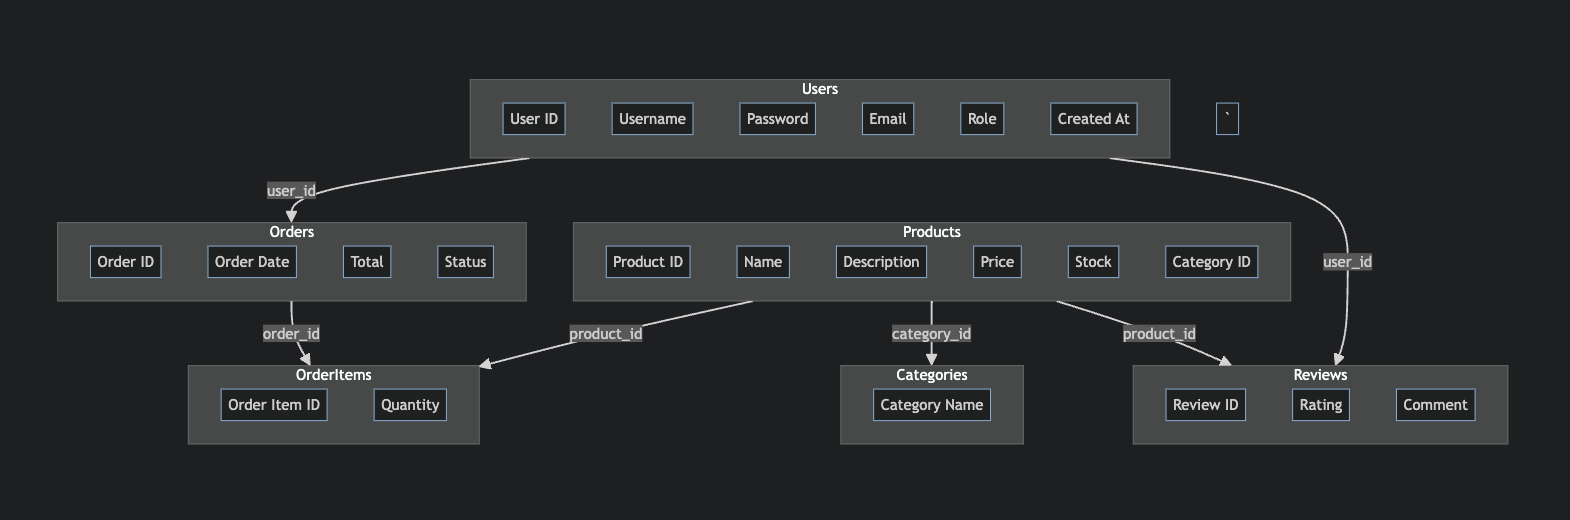 Users
User ID
Username
Password
Email
Role
Created At
`
user_id
Orders
Order ID
Order Date
Total
Status
Products
Product ID
Name
Description
Price
Stock
Category ID
user_id
order_id
product_id
category_id
product_id
OrderItems
Order Item ID
Quantity
Categories
Category Name
Reviews
Review ID
Rating
Comment